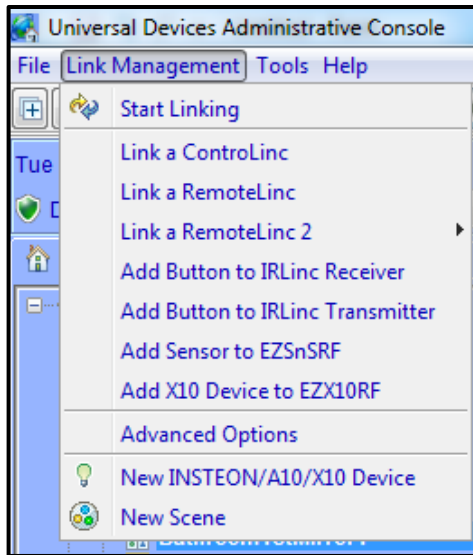 Universal Devices Administrative Console
File Link Management Tools Help
Start Linking
Tue
Link a ControLinc
Link a RemoteLinc
Link a RemoteLinc 2
Add Button to IRLinc Receiver
Add Button to IRLinc Transmitter
Add Sensor to EZSnSRF
Add X10 Device to EZX10RF
Advanced Options
New INSTEON/A10/X10 Device
New Scene